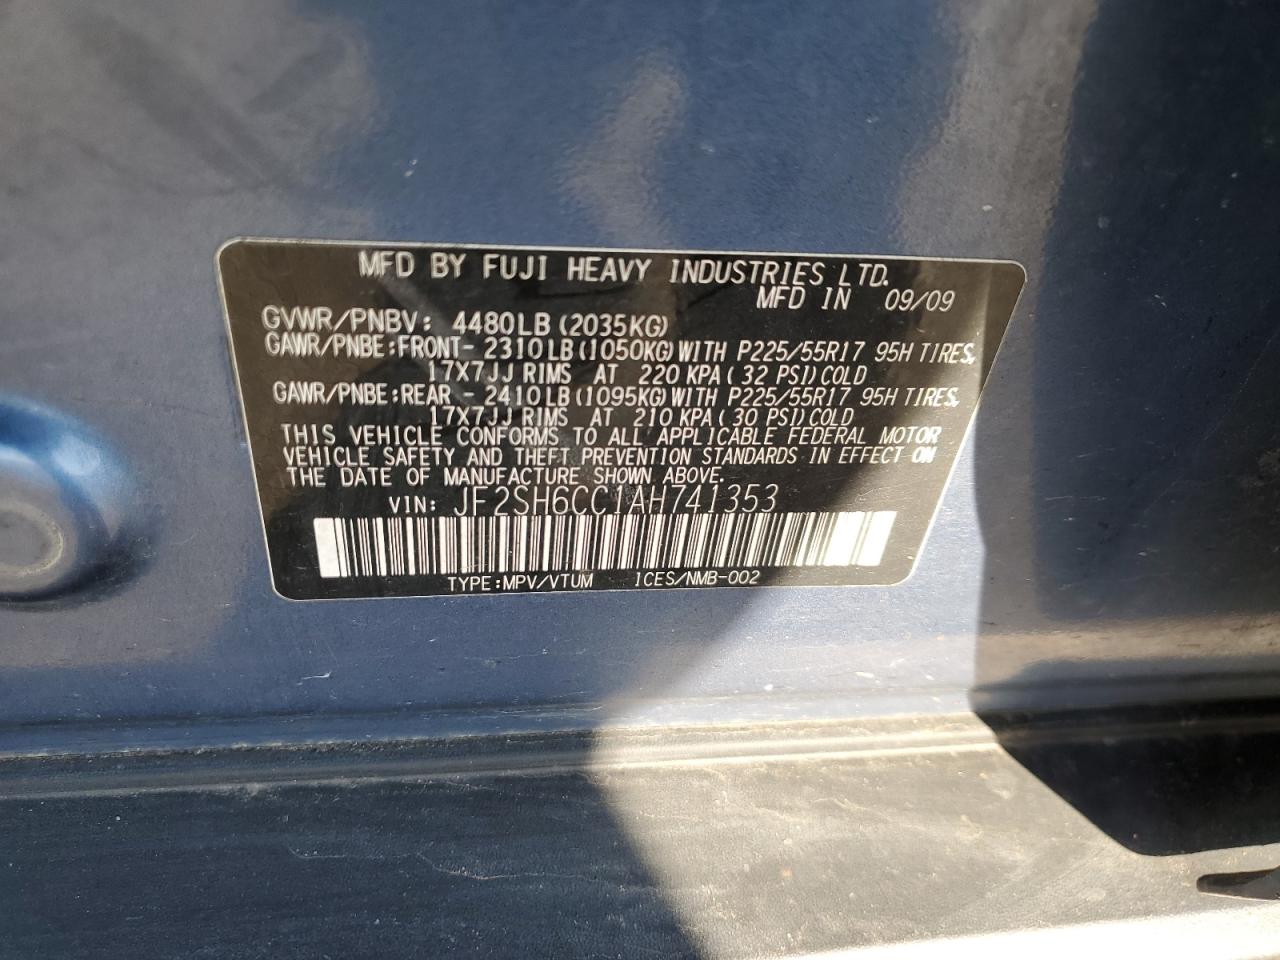 MFD BY FUJI HEAVY INDUSTRIES LTD.
MFD IN 09/09
GVWR/PNBV: 4480LB (2035KG)
GAWR/PNBE:FRONT- 2310LB(1050KG)WITH P225/55R17 95H TIRES,
17X7JJ RIMS AT 220 KPA(32 PSI)COLD
GAWR/PNBE:REAR - 2410LB(1095KG)WITH P225/55R17 95H TIRES,
17X7JJ RIMS AT 210 KPA(30 PSI)COLD
THIS VEHICLE CONFORMS TO ALL APPLICABLE FEDERAL MOTOR
VEHICLE SAFETY AND THEFT PREVENTION STANDARDS IN EFFECT ON
THE DATE OF MANUFACTURE SHOWN ABOVE.
VIN: JF2SH6CC1AH741353
TYPE:MPV/VTUM ICES/NMB-002